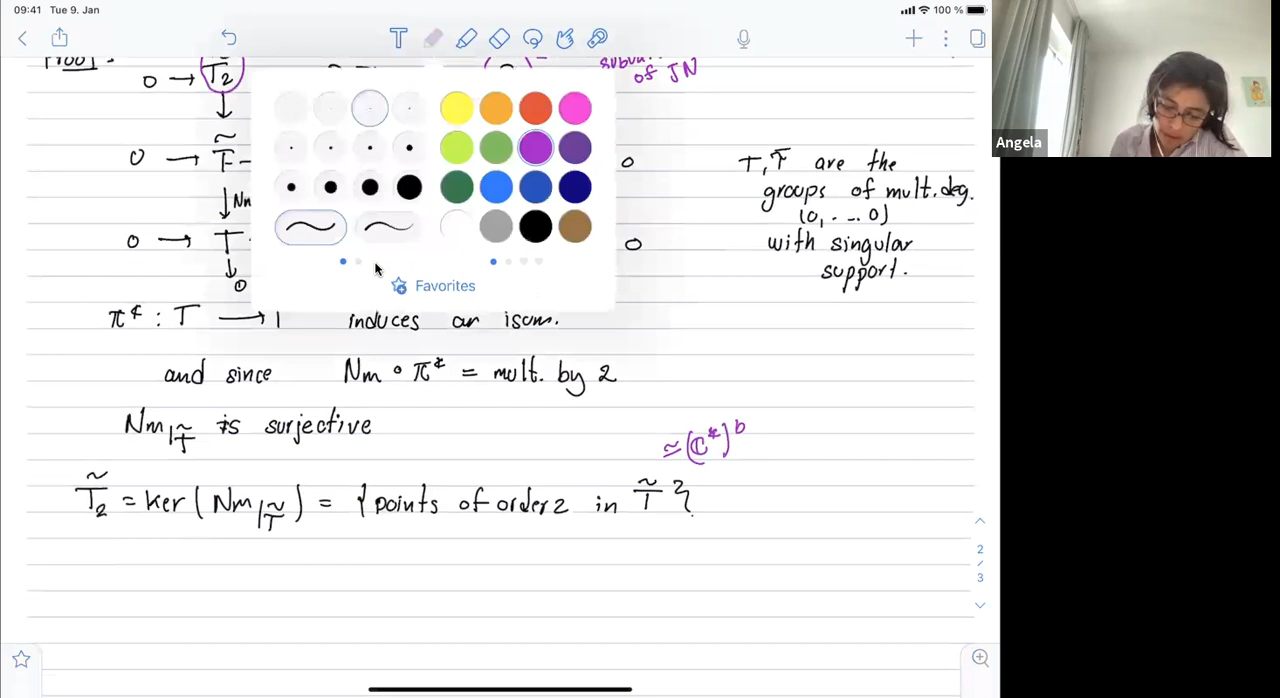 09:41 Tue 9. Jan
100 %
Proof.
of JN
0 → T̃₂
0 → T̃ -
0
↓ Nm
0 → T -
0
↓
0
T, T̃ are the
groups of mult. deg.
(0, ... 0)
with singular
support.
Favorites
π* : T → T̃ induces an isom.
and since Nm ∘ π* = mult. by 2
Nm|T̃ is surjective
≃ (ℂ*)ᵇ
T̃₂ = ker(Nm|T̃) = {points of order 2 in T̃}
2
/
3
Angela